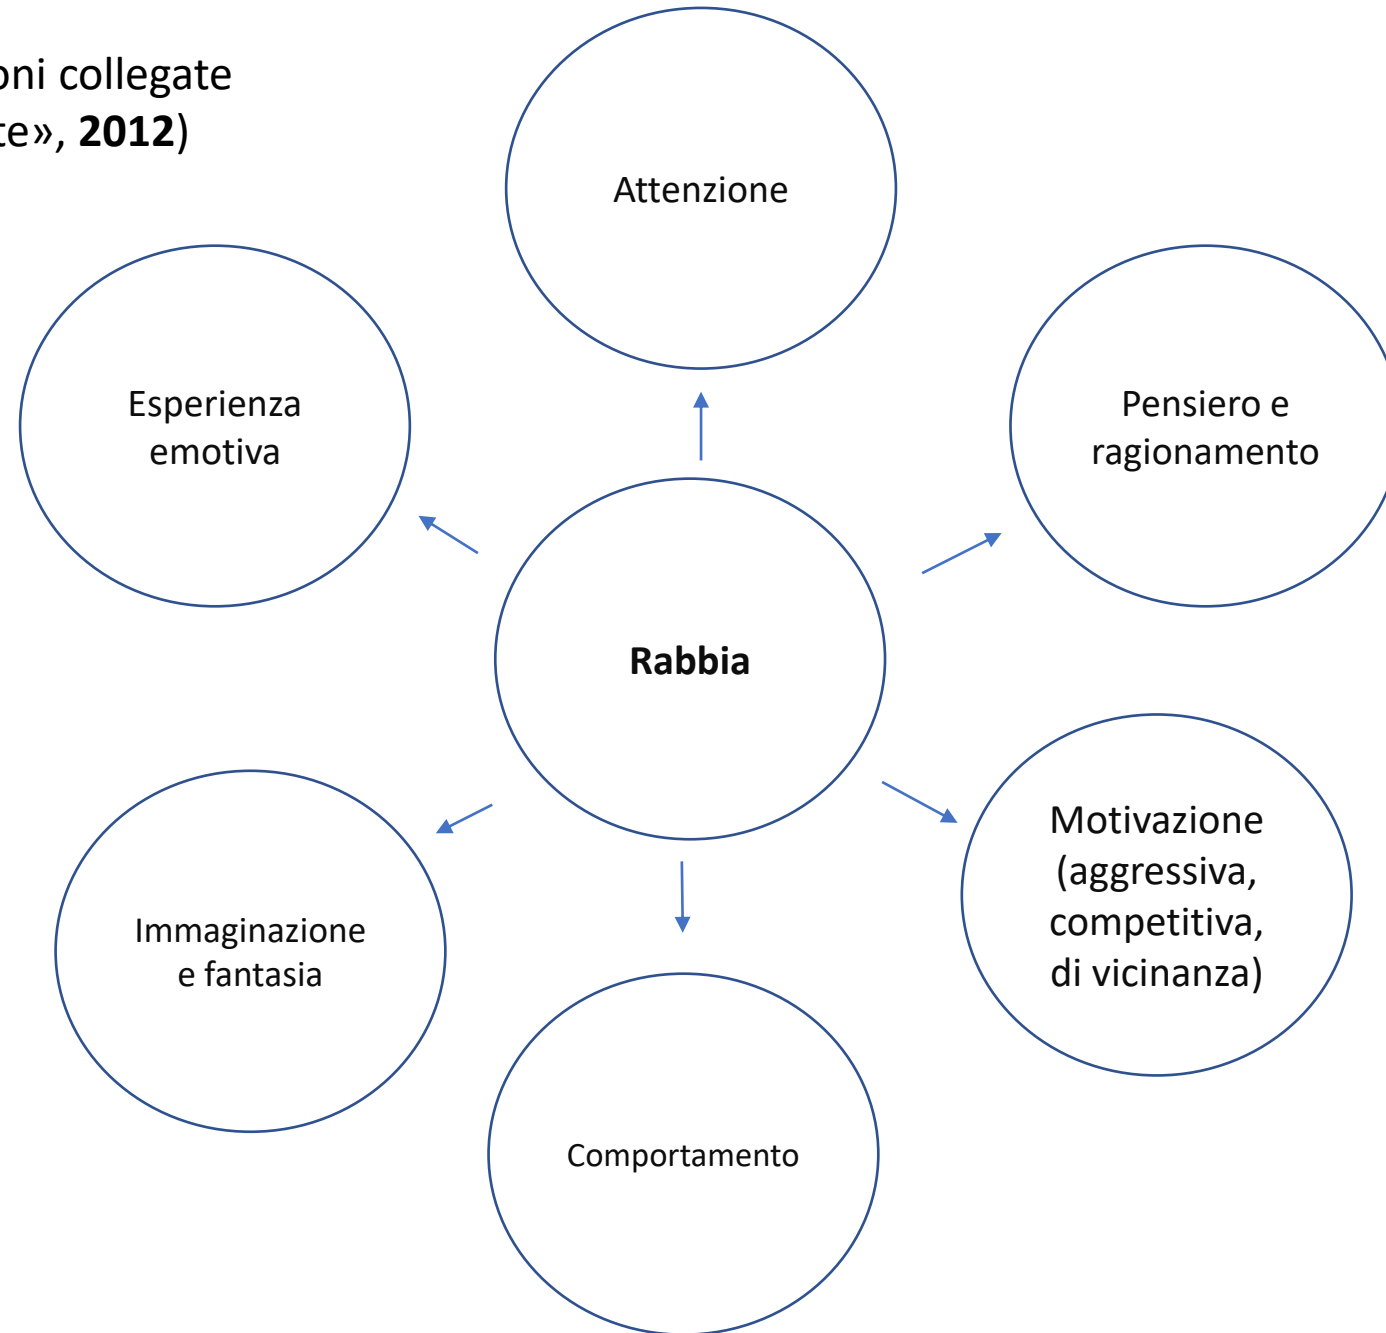 oni collegate
te», 2012)
Attenzione
Esperienza
emotiva
Pensiero e
ragionamento
Rabbia
Motivazione
(aggressiva,
competitiva,
di vicinanza)
Immaginazione
e fantasia
Comportamento